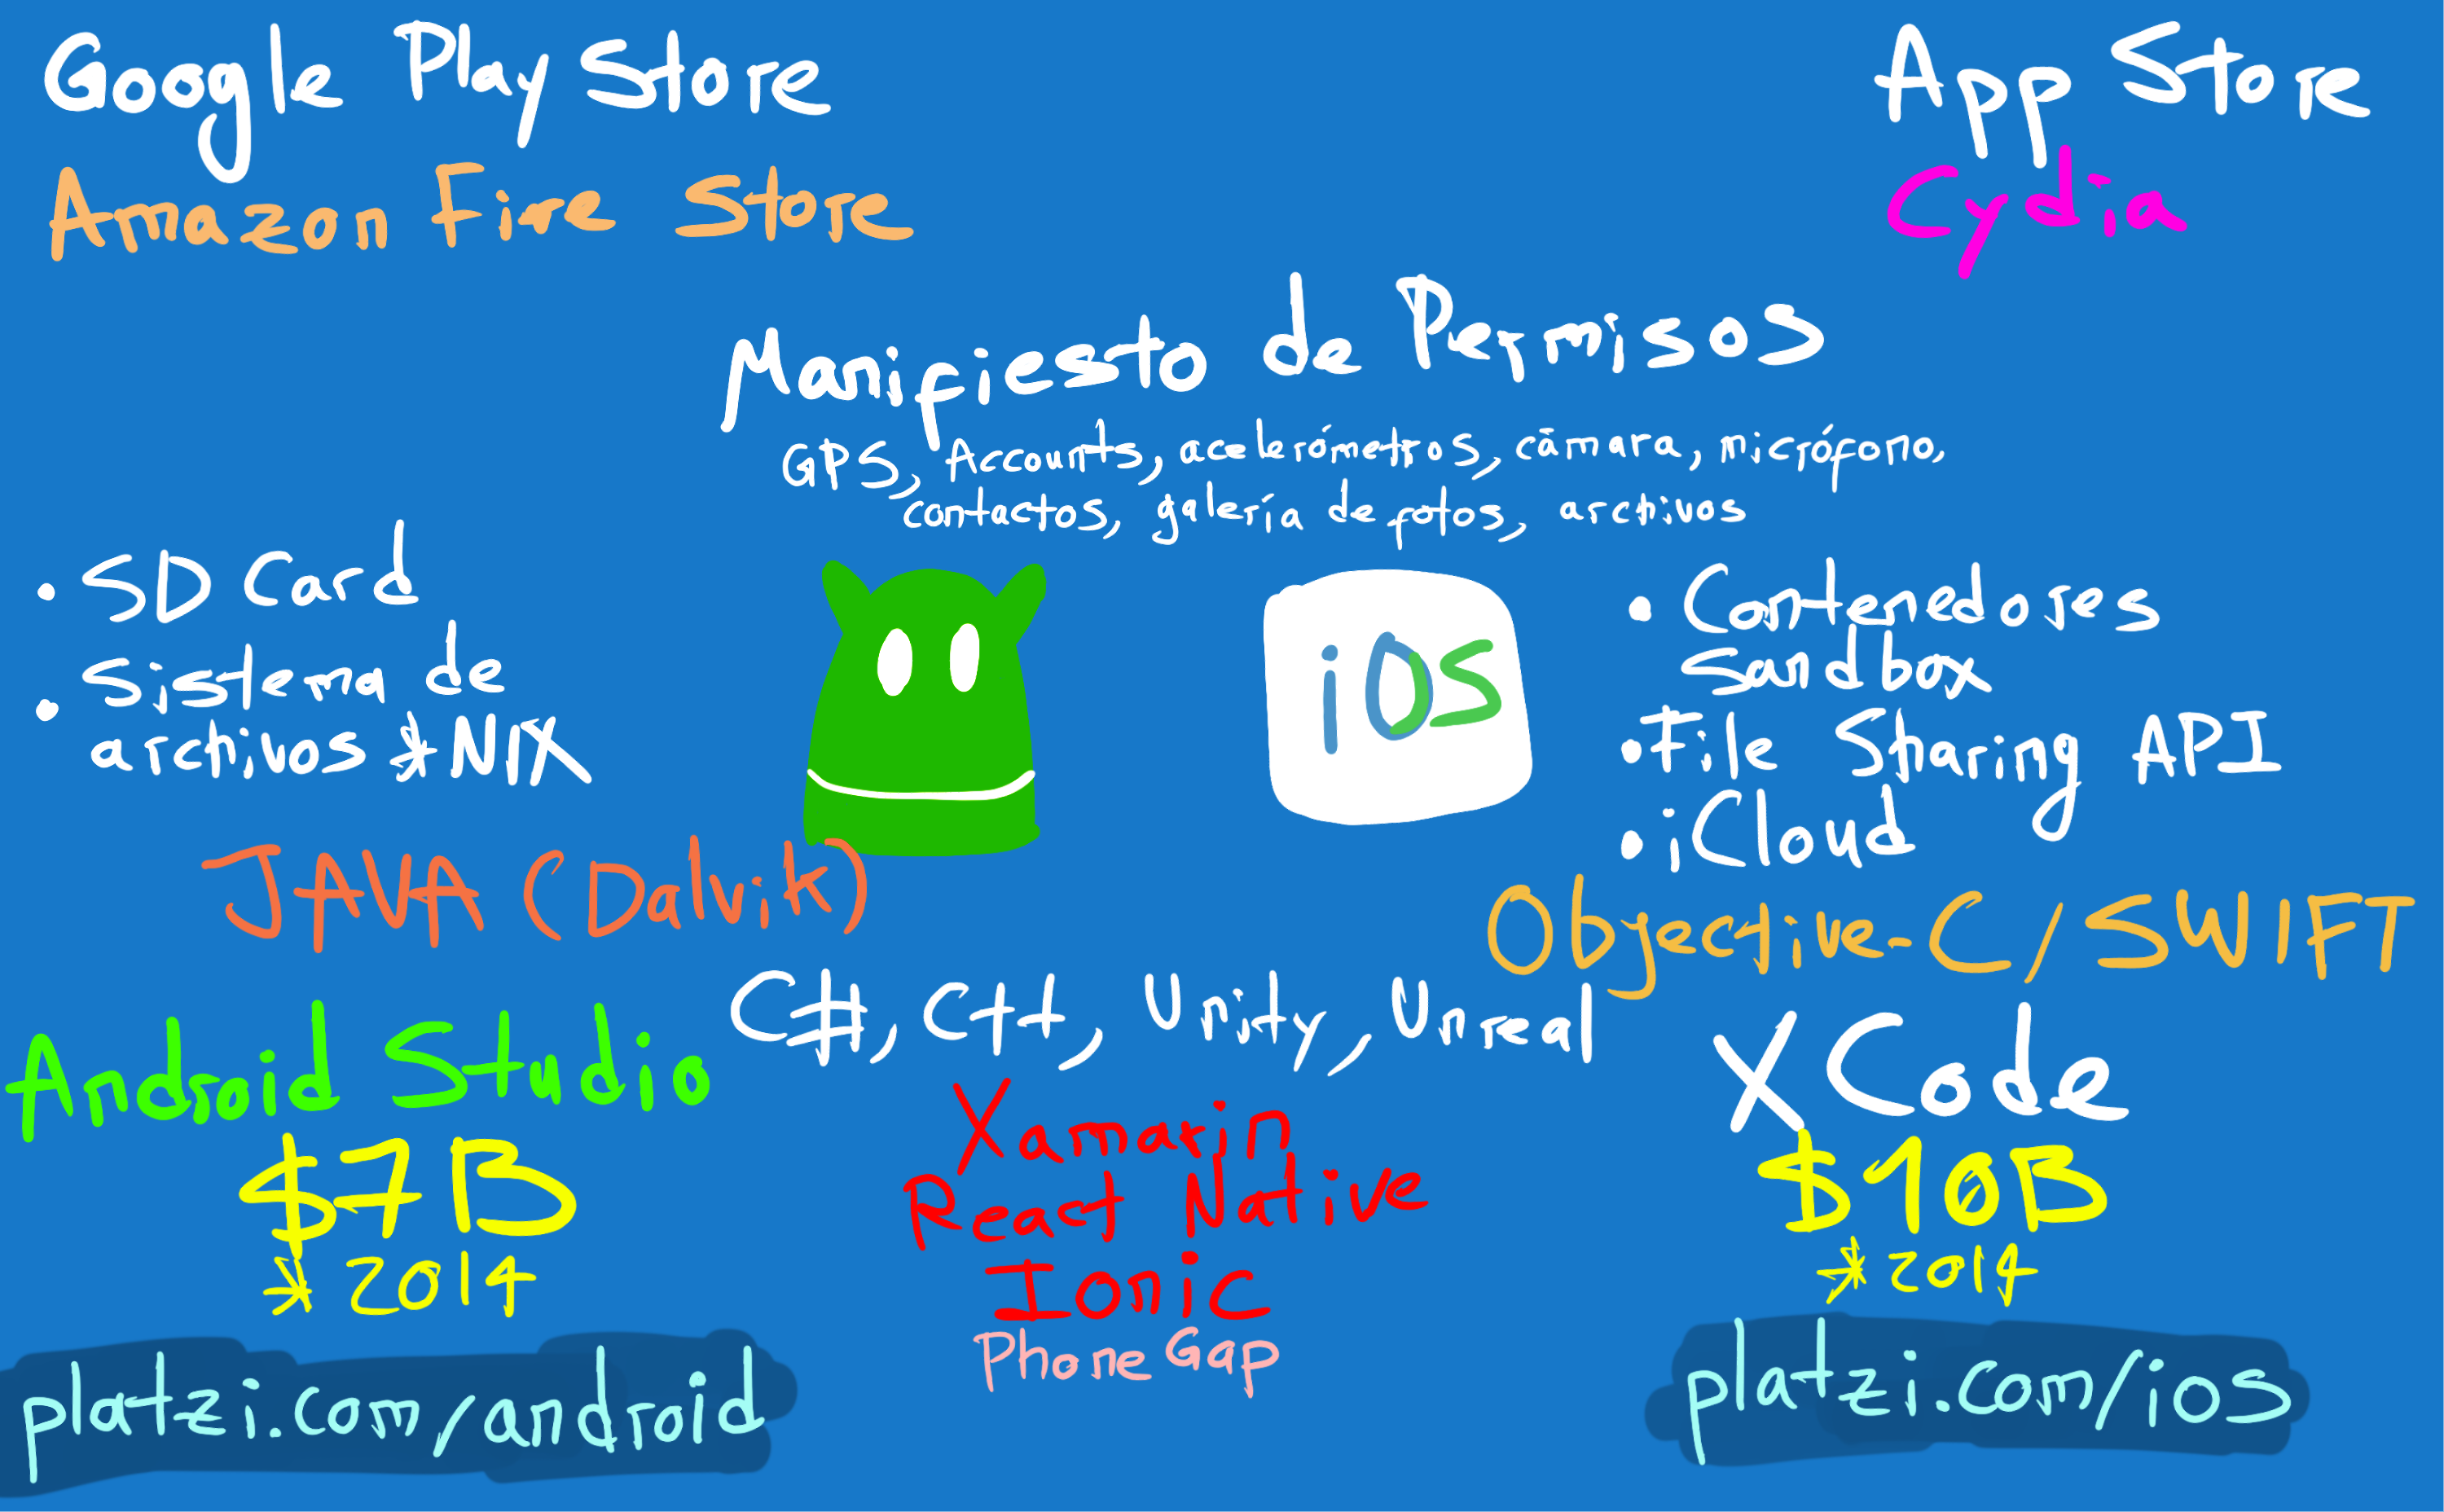 Google Play Store
Amazon Fire Store
App Store
Cydia
Manifiesto de Permisos
GPS, Accounts, acelerómetros, cámara, micrófono,
contactos, galería de fotos, archivos
• SD Card
• Sistema de
archivos *NIX
iOS
• Contenedores
Sandbox
• File Sharing API
• iCloud
JAVA (Dalvik)
Objective-C/SWIFT
C#, C++, Unity, Unreal
Android Studio
$7B
* 2014
Xamarin
React Native
Ionic
PhoneGap
XCode
$10B
* 2014
platzi.com/android
platzi.com/ios